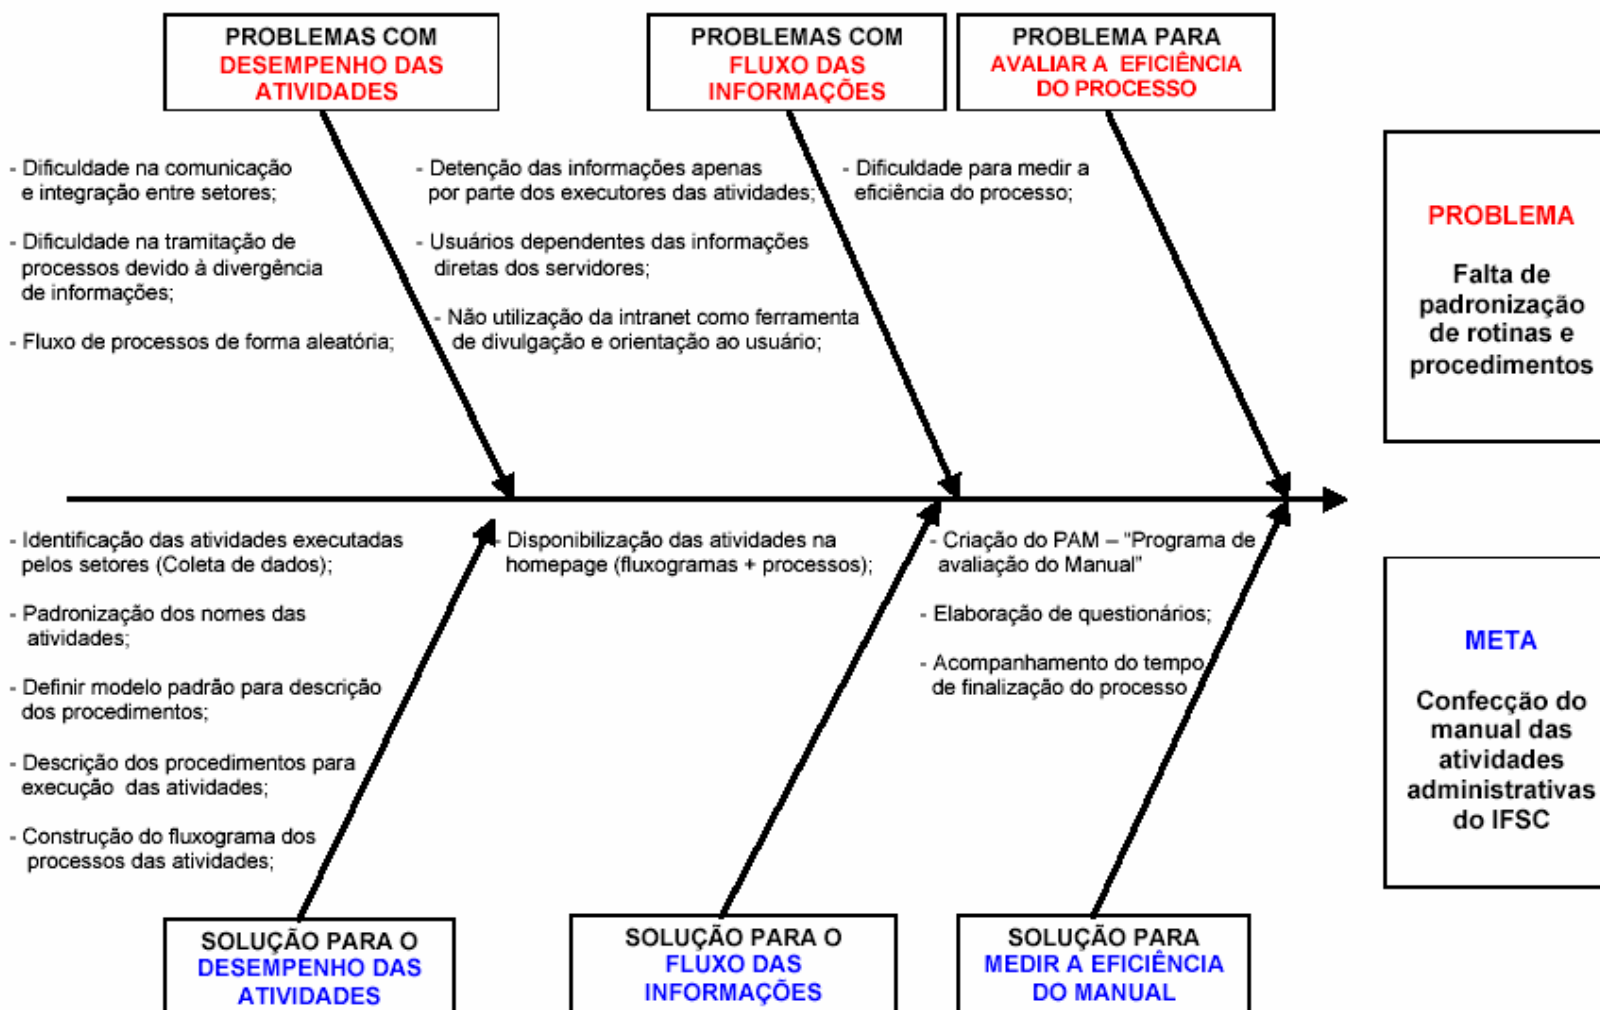 PROBLEMAS COM
DESEMPENHO DAS
ATIVIDADES
PROBLEMAS COM
FLUXO DAS
INFORMAÇÕES
PROBLEMA PARA
AVALIAR A EFICIÊNCIA
DO PROCESSO
- Dificuldade na comunicação
e integração entre setores;
- Dificuldade na tramitação de
processos devido à divergência
de informações;
- Fluxo de processos de forma aleatória;
- Detenção das informações apenas
por parte dos executores das atividades;
- Usuários dependentes das informações
diretas dos servidores;
- Não utilização da intranet como ferramenta
de divulgação e orientação ao usuário;
- Dificuldade para medir a
eficiência do processo;
PROBLEMA
Falta de
padronização
de rotinas e
procedimentos
- Identificação das atividades executadas
pelos setores (Coleta de dados);
- Padronização dos nomes das
atividades;
- Definir modelo padrão para descrição
dos procedimentos;
- Descrição dos procedimentos para
execução das atividades;
- Construção do fluxograma dos
processos das atividades;
- Disponibilização das atividades na
homepage (fluxogramas + processos);
- Criação do PAM – “Programa de
avaliação do Manual”
- Elaboração de questionários;
- Acompanhamento do tempo
de finalização do processo
META
Confecção do
manual das
atividades
administrativas
do IFSC
SOLUÇÃO PARA O
DESEMPENHO DAS
ATIVIDADES
SOLUÇÃO PARA O
FLUXO DAS
INFORMAÇÕES
SOLUÇÃO PARA
MEDIR A EFICIÊNCIA
DO MANUAL